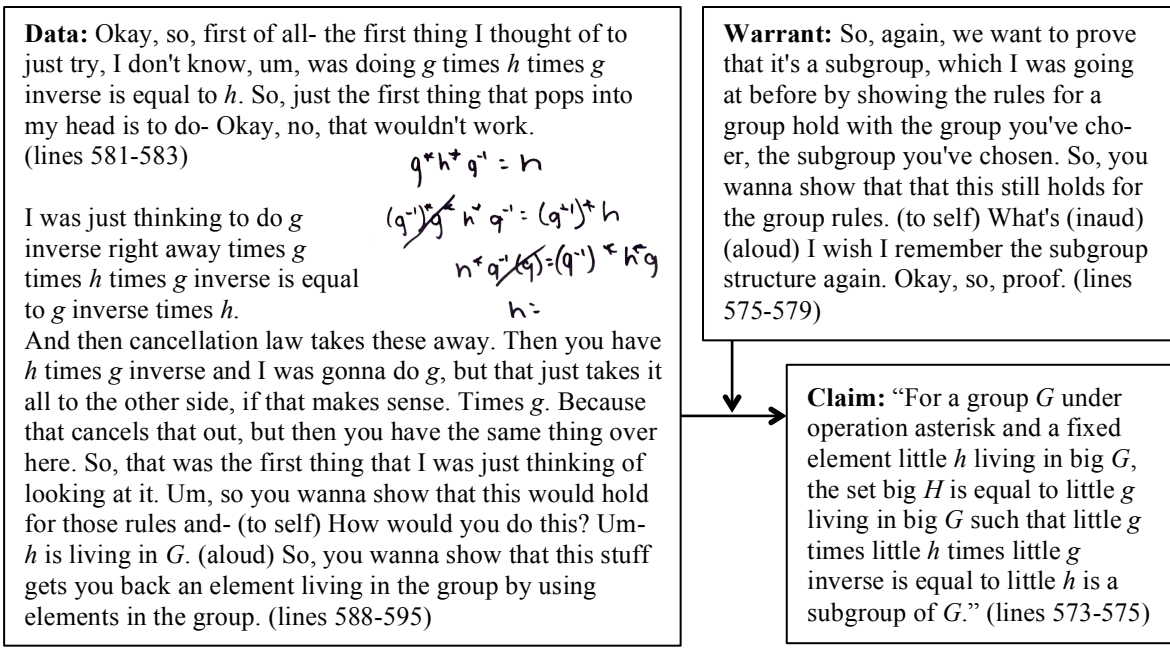 Data: Okay, so, first of all- the first thing I thought of to
just try, I don't know, um, was doing g times h times g
inverse is equal to h. So, just the first thing that pops into
my head is to do- Okay, no, that wouldn't work.
(lines 581-583)
g * h * g⁻¹ = h
I was just thinking to do g
inverse right away times g
times h times g inverse is equal
to g inverse times h.
(g⁻¹) * g * h * g⁻¹ = (g⁻¹) * h
h * g⁻¹ (g) = (g⁻¹) * h * g
h =
And then cancellation law takes these away. Then you have
h times g inverse and I was gonna do g, but that just takes it
all to the other side, if that makes sense. Times g. Because
that cancels that out, but then you have the same thing over
here. So, that was the first thing that I was just thinking of
looking at it. Um, so you wanna show that this would hold
for those rules and- (to self) How would you do this? Um-
h is living in G. (aloud) So, you wanna show that this stuff
gets you back an element living in the group by using
elements in the group. (lines 588-595)
Warrant: So, again, we want to prove
that it's a subgroup, which I was going
at before by showing the rules for a
group hold with the group you've cho-
er, the subgroup you've chosen. So, you
wanna show that that this still holds for
the group rules. (to self) What's (inaud)
(aloud) I wish I remember the subgroup
structure again. Okay, so, proof. (lines
575-579)
Claim: “For a group G under
operation asterisk and a fixed
element little h living in big G,
the set big H is equal to little g
living in big G such that little g
times little h times little g
inverse is equal to little h is a
subgroup of G.” (lines 573-575)